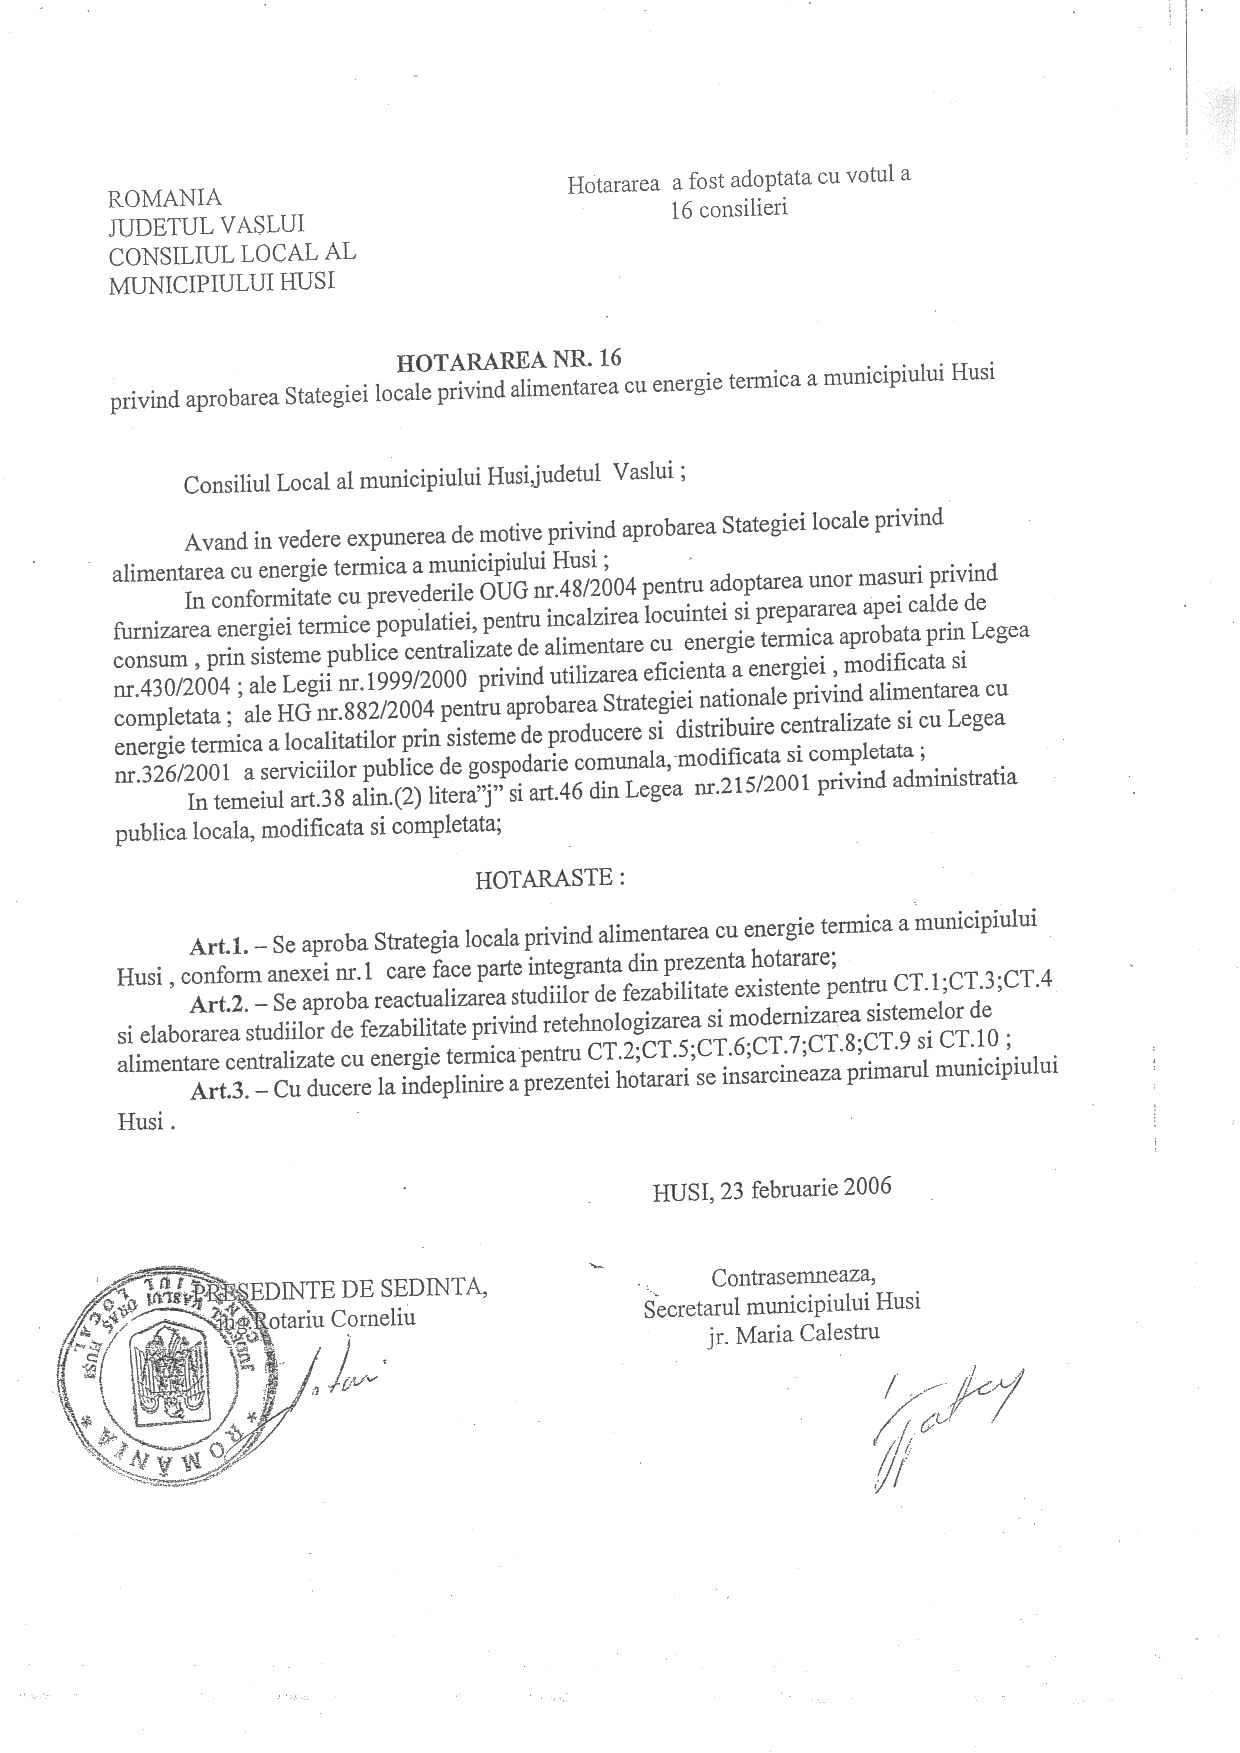 ROMANIA
JUDETUL VASLUI
CONSILIUL LOCAL AL
MUNICIPIULUI HUSI
Hotararea a fost adoptata cu votul a
16 consilieri
HOTARAREA NR. 16
privind aprobarea Stategiei locale privind alimentarea cu energie termica a municipiului Husi
Consiliul Local al municipiului Husi,judetul Vaslui ;
Avand in vedere expunerea de motive privind aprobarea Stategiei locale privind
alimentarea cu energie termica a municipiului Husi ;
In conformitate cu prevederile OUG nr.48/2004 pentru adoptarea unor masuri privind
furnizarea energiei termice populatiei, pentru incalzirea locuintei si prepararea apei calde de
consum , prin sisteme publice centralizate de alimentare cu energie termica aprobata prin Legea
nr.430/2004 ; ale Legii nr.1999/2000 privind utilizarea eficienta a energiei , modificata si
completata ; ale HG nr.882/2004 pentru aprobarea Strategiei nationale privind alimentarea cu
energie termica a localitatilor prin sisteme de producere si distribuire centralizate si cu Legea
nr.326/2001 a serviciilor publice de gospodarie comunala, modificata si completata ;
In temeiul art.38 alin.(2) litera”j” si art.46 din Legea nr.215/2001 privind administratia
publica locala, modificata si completata;
HOTARASTE :
Art.1. – Se aproba Strategia locala privind alimentarea cu energie termica a municipiului
Husi , conform anexei nr.1 care face parte integranta din prezenta hotarare;
Art.2. – Se aproba reactualizarea studiilor de fezabilitate existente pentru CT.1;CT.3;CT.4
si elaborarea studiilor de fezabilitate privind retehnologizarea si modernizarea sistemelor de
alimentare centralizate cu energie termica pentru CT.2;CT.5;CT.6;CT.7;CT.8;CT.9 si CT.10 ;
Art.3. – Cu ducere la indeplinire a prezentei hotarari se insarcineaza primarul municipiului
Husi .
HUSI, 23 februarie 2006
PRESEDINTE DE SEDINTA,
ing.Rotariu Corneliu
Contrasemneaza,
Secretarul municipiului Husi
jr. Maria Calestru
* ROMÂNIA *